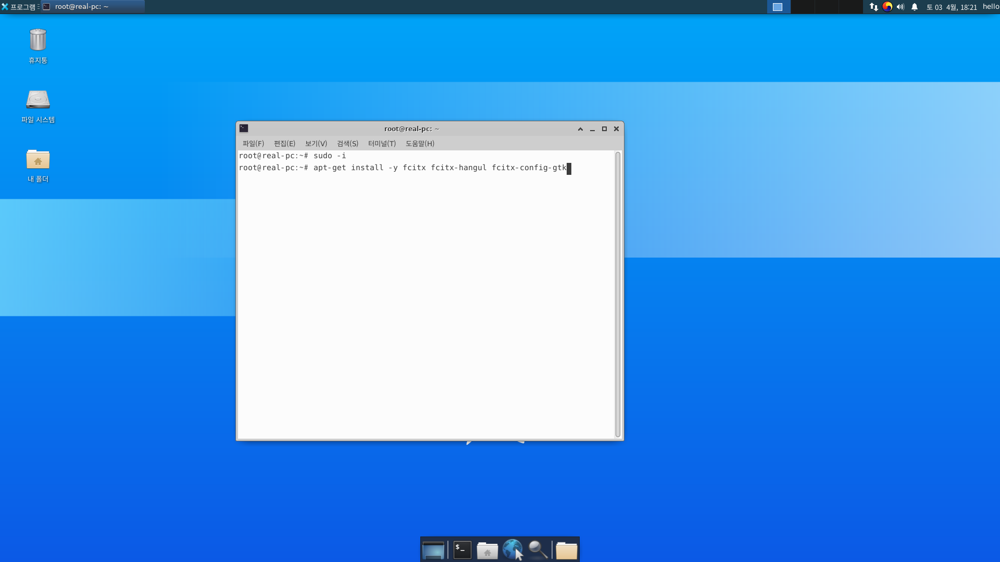 프로그램
root@real-pc: ~
토 03 4월, 18:21
hello
휴지통
파일 시스템
내 폴더
root@real-pc: ~
파일(F) 편집(E) 보기(V) 검색(S) 터미널(T) 도움말(H)
root@real-pc:~# sudo -i
root@real-pc:~# apt-get install -y fcitx fcitx-hangul fcitx-config-gtk
$_